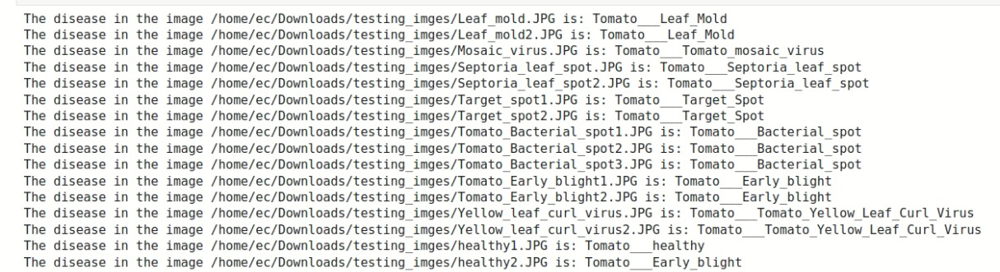 The disease in the image /home/ec/Downloads/testing_imges/Leaf_mold.JPG is: Tomato___Leaf_Mold
The disease in the image /home/ec/Downloads/testing_imges/Leaf_mold2.JPG is: Tomato___Leaf_Mold
The disease in the image /home/ec/Downloads/testing_imges/Mosaic_virus.JPG is: Tomato___Tomato_mosaic_virus
The disease in the image /home/ec/Downloads/testing_imges/Septoria_leaf_spot.JPG is: Tomato___Septoria_leaf_spot
The disease in the image /home/ec/Downloads/testing_imges/Septoria_leaf_spot2.JPG is: Tomato___Septoria_leaf_spot
The disease in the image /home/ec/Downloads/testing_imges/Target_spot1.JPG is: Tomato___Target_Spot
The disease in the image /home/ec/Downloads/testing_imges/Target_spot2.JPG is: Tomato___Target_Spot
The disease in the image /home/ec/Downloads/testing_imges/Tomato_Bacterial_spot1.JPG is: Tomato___Bacterial_spot
The disease in the image /home/ec/Downloads/testing_imges/Tomato_Bacterial_spot2.JPG is: Tomato___Bacterial_spot
The disease in the image /home/ec/Downloads/testing_imges/Tomato_Bacterial_spot3.JPG is: Tomato___Bacterial_spot
The disease in the image /home/ec/Downloads/testing_imges/Tomato_Early_blight1.JPG is: Tomato___Early_blight
The disease in the image /home/ec/Downloads/testing_imges/Tomato_Early_blight2.JPG is: Tomato___Early_blight
The disease in the image /home/ec/Downloads/testing_imges/Yellow_leaf_curl_virus.JPG is: Tomato___Tomato_Yellow_Leaf_Curl_Virus
The disease in the image /home/ec/Downloads/testing_imges/Yellow_leaf_curl_virus2.JPG is: Tomato___Tomato_Yellow_Leaf_Curl_Virus
The disease in the image /home/ec/Downloads/testing_imges/healthy1.JPG is: Tomato___healthy
The disease in the image /home/ec/Downloads/testing_imges/healthy2.JPG is: Tomato___Early_blight